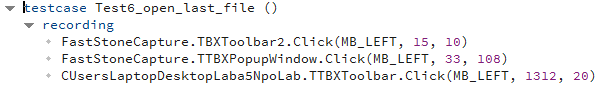 testcase Test6_open_last_file ()
recording
FastStoneCapture.TBXToolbar2.Click(MB_LEFT, 15, 10)
FastStoneCapture.TTBXPopupWindow.Click(MB_LEFT, 33, 108)
CUsersLaptopDesktopLaba5NpoLab.TTBXToolbar.Click(MB_LEFT, 1312, 20)